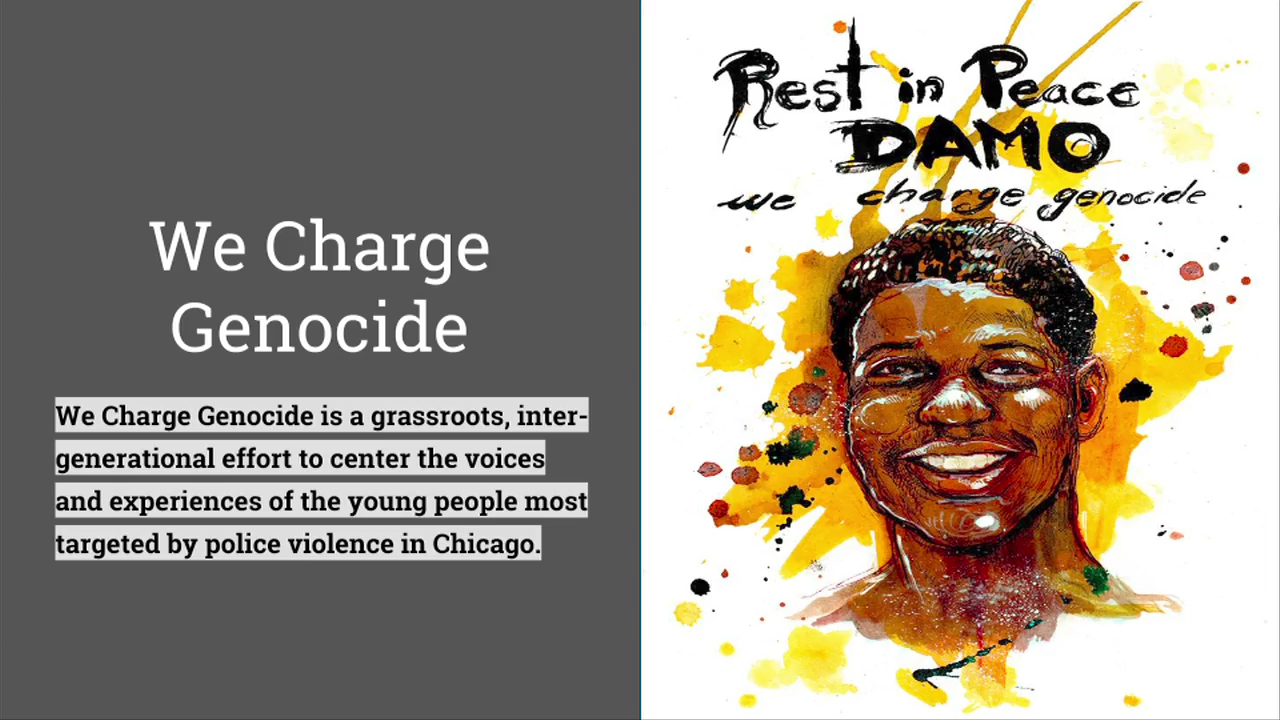 We Charge
Genocide
We Charge Genocide is a grassroots, inter-
generational effort to center the voices
and experiences of the young people most
targeted by police violence in Chicago.
Rest in Peace
DAMO
we charge genocide